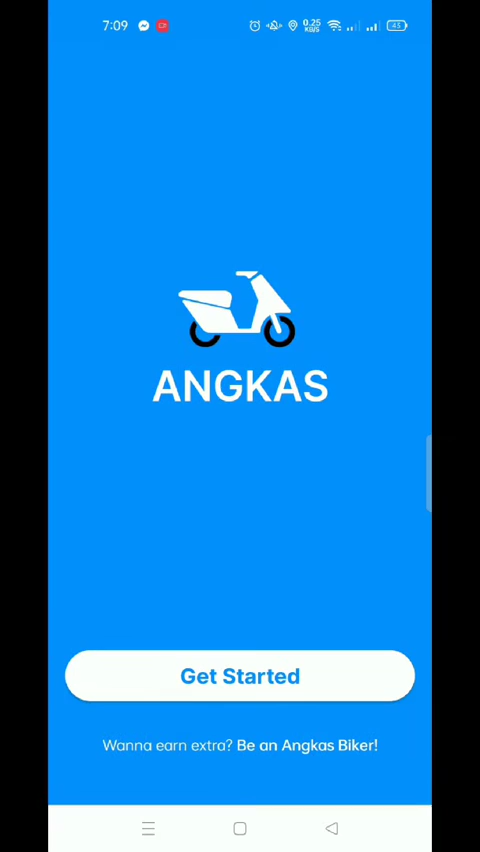 7:09 0.25 KB/S 45
ANGKAS
Get Started
Wanna earn extra? Be an Angkas Biker!